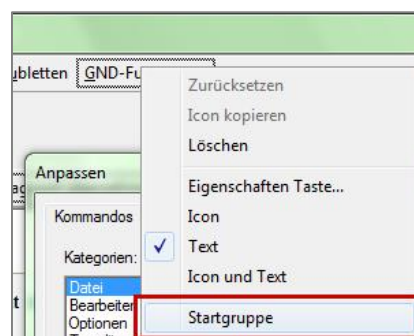 ubletten GND-Fu
Zurücksetzen
Icon kopieren
Löschen
Anpassen
Eigenschaften Taste...
Kommandos
Icon
Text
Kategorien:
Icon und Text
Datei
Bearbeiten
Startgruppe
Optionen